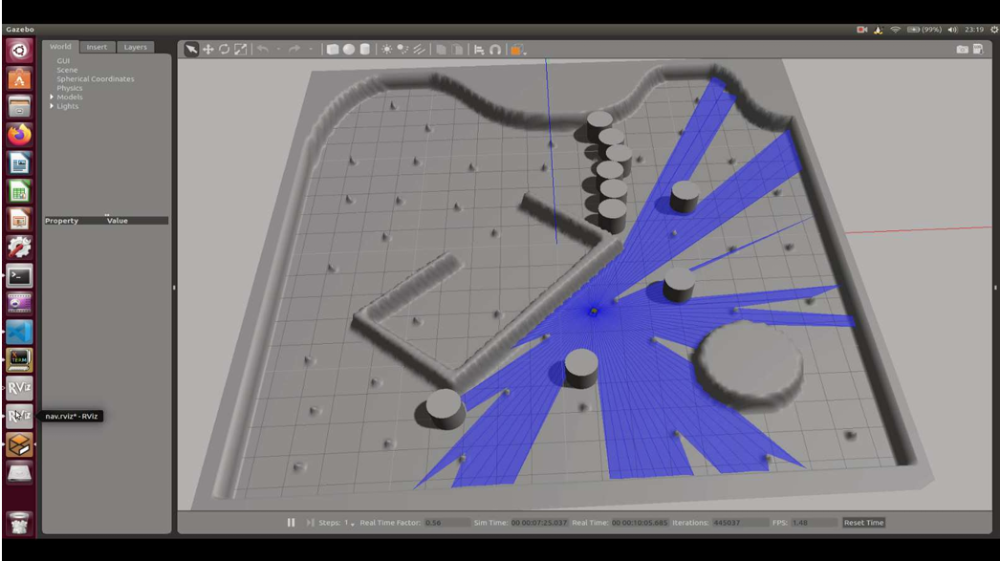 Gazebo
(99%) 23:19
World Insert Layers
GUI
Scene
Spherical Coordinates
Physics
Models
Lights
Property Value
RViz
RViz
nav.rviz* - RViz
Steps: 1 Real Time Factor: 0.56 Sim Time: 00 00:07:25.037 Real Time: 00 00:10:05.685 Iterations: 445037 FPS: 1.48 Reset Time